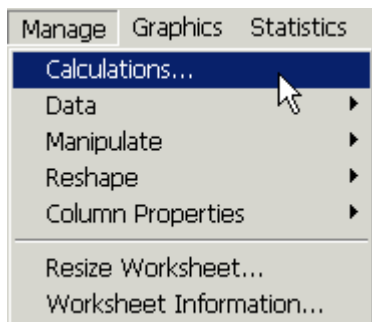 Manage Graphics Statistics
Calculations...
Data
Manipulate
Reshape
Column Properties
Resize Worksheet...
Worksheet Information...